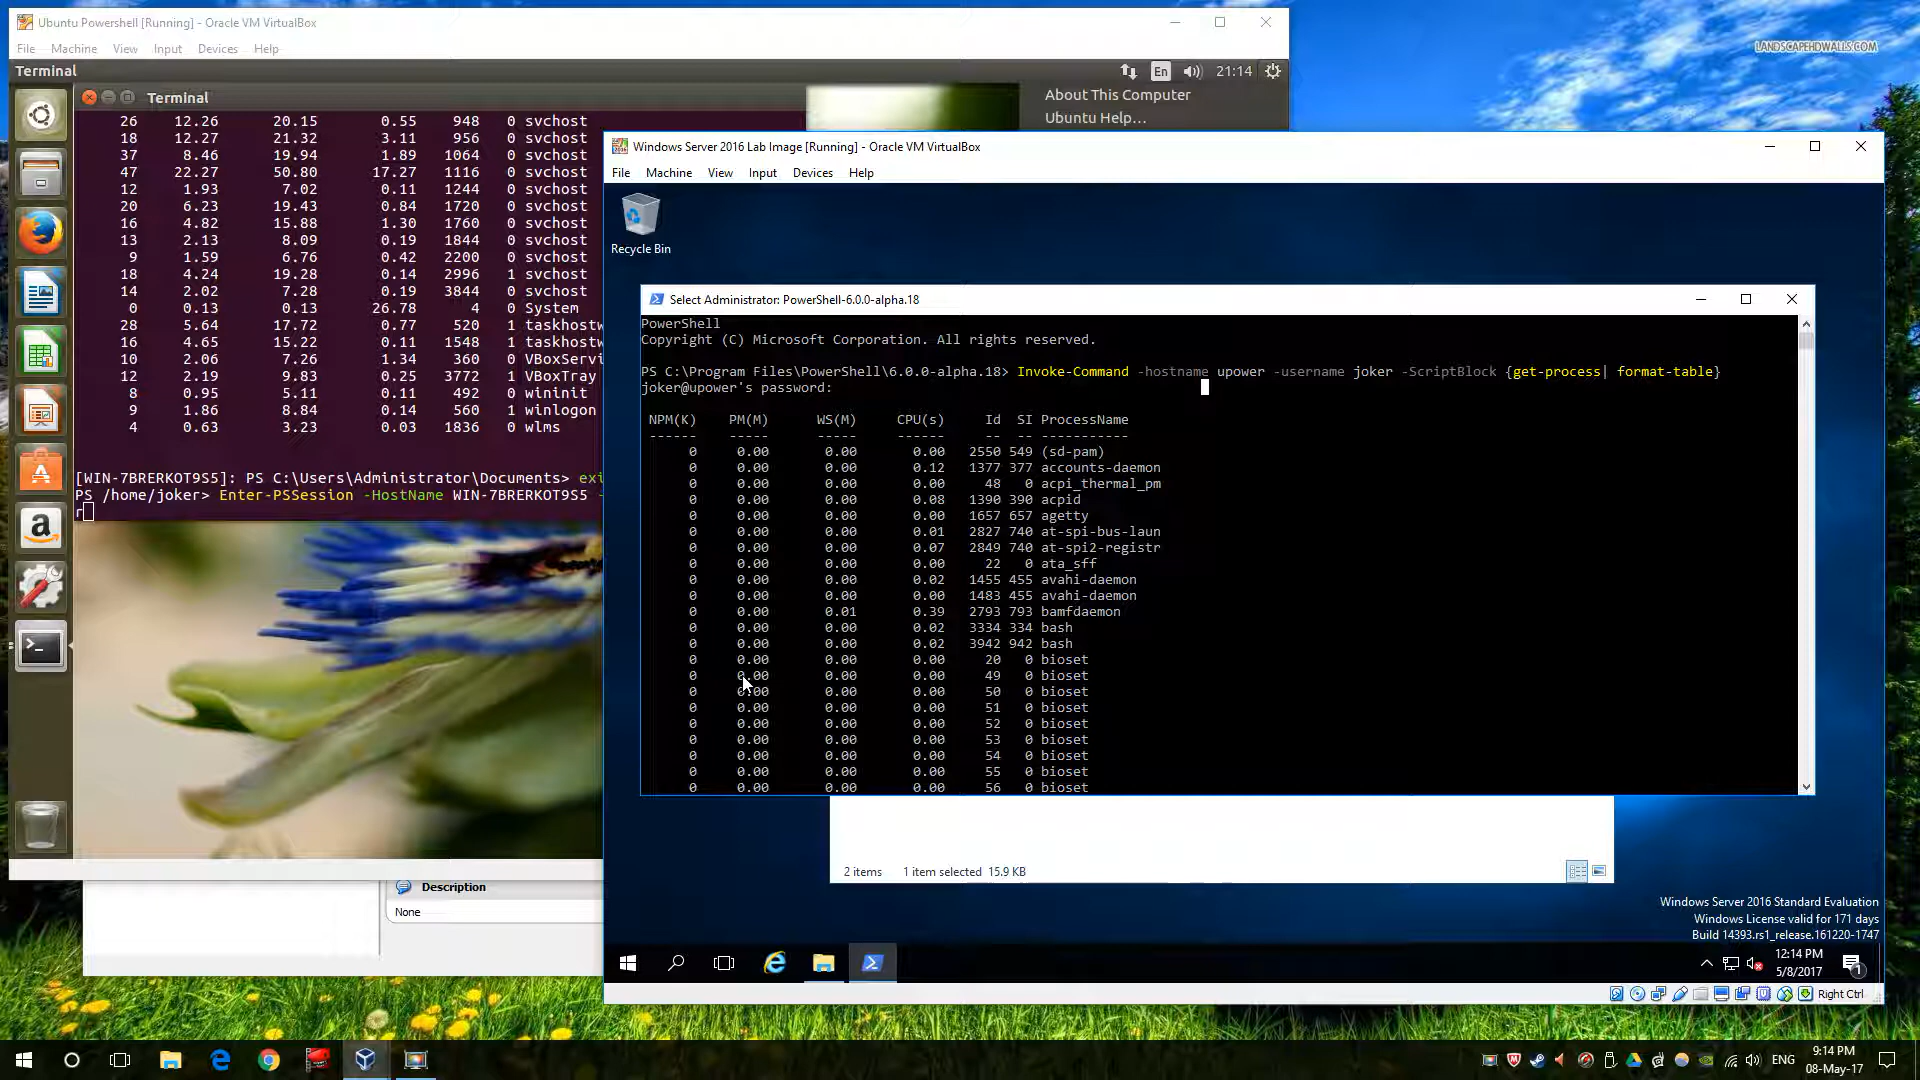 Ubuntu Powershell [Running] - Oracle VM VirtualBox
File Machine View Input Devices Help
LANDSCAPEHDWALLS.COM
Terminal
En 21:14
Terminal
About This Computer
Ubuntu Help...
26 12.26 20.15 0.55 948 0 svchost
18 12.27 21.32 3.11 956 0 svchost
37 8.46 19.94 1.89 1064 0 svchost
47 22.27 50.80 17.27 1116 0 svchost
12 1.93 7.02 0.11 1244 0 svchost
20 6.23 19.43 0.84 1720 0 svchost
16 4.82 15.88 1.30 1760 0 svchost
13 2.13 8.09 0.19 1844 0 svchost
9 1.59 6.76 0.42 2200 0 svchost
18 4.24 19.28 0.14 2996 1 svchost
14 2.02 7.28 0.19 3844 0 svchost
0 0.13 0.13 26.78 4 0 System
28 5.64 17.72 0.77 520 1 taskhostw
16 4.65 15.22 0.11 1548 1 taskhostw
10 2.06 7.26 1.34 360 0 VBoxServi
12 2.19 9.83 0.25 3772 1 VBoxTray
8 0.95 5.11 0.11 492 0 wininit
9 1.86 8.84 0.14 560 1 winlogon
4 0.63 3.23 0.03 1836 0 wlms
[WIN-7BRERKOT9S5]: PS C:\Users\Administrator\Documents> exi
PS /home/joker> Enter-PSSession -HostName WIN-7BRERKOT9S5 -
r
Description
None
Windows Server 2016 Lab Image [Running] - Oracle VM VirtualBox
File Machine View Input Devices Help
Recycle Bin
Select Administrator: PowerShell-6.0.0-alpha.18
PowerShell
Copyright (C) Microsoft Corporation. All rights reserved.
PS C:\Program Files\PowerShell\6.0.0-alpha.18> Invoke-Command -hostname upower -username joker -ScriptBlock {get-process| format-table}
joker@upower's password:
NPM(K) PM(M) WS(M) CPU(s) Id SI ProcessName
------ ----- ----- ------ -- -- -----------
0 0.00 0.00 0.00 2550 549 (sd-pam)
0 0.00 0.00 0.12 1377 377 accounts-daemon
0 0.00 0.00 0.00 48 0 acpi_thermal_pm
0 0.00 0.00 0.08 1390 390 acpid
0 0.00 0.00 0.00 1657 657 agetty
0 0.00 0.00 0.01 2827 740 at-spi-bus-laun
0 0.00 0.00 0.07 2849 740 at-spi2-registr
0 0.00 0.00 0.00 22 0 ata_sff
0 0.00 0.00 0.02 1455 455 avahi-daemon
0 0.00 0.00 0.00 1483 455 avahi-daemon
0 0.00 0.01 0.39 2793 793 bamfdaemon
0 0.00 0.00 0.02 3334 334 bash
0 0.00 0.00 0.02 3942 942 bash
0 0.00 0.00 0.00 20 0 bioset
0 0.00 0.00 0.00 49 0 bioset
0 0.00 0.00 0.00 50 0 bioset
0 0.00 0.00 0.00 51 0 bioset
0 0.00 0.00 0.00 52 0 bioset
0 0.00 0.00 0.00 53 0 bioset
0 0.00 0.00 0.00 54 0 bioset
0 0.00 0.00 0.00 55 0 bioset
0 0.00 0.00 0.00 56 0 bioset
2 items 1 item selected 15.9 KB
Windows Server 2016 Standard Evaluation
Windows License valid for 171 days
Build 14393.rs1_release.161220-1747
12:14 PM
5/8/2017
1
Right Ctrl
ENG
9:14 PM
08-May-17